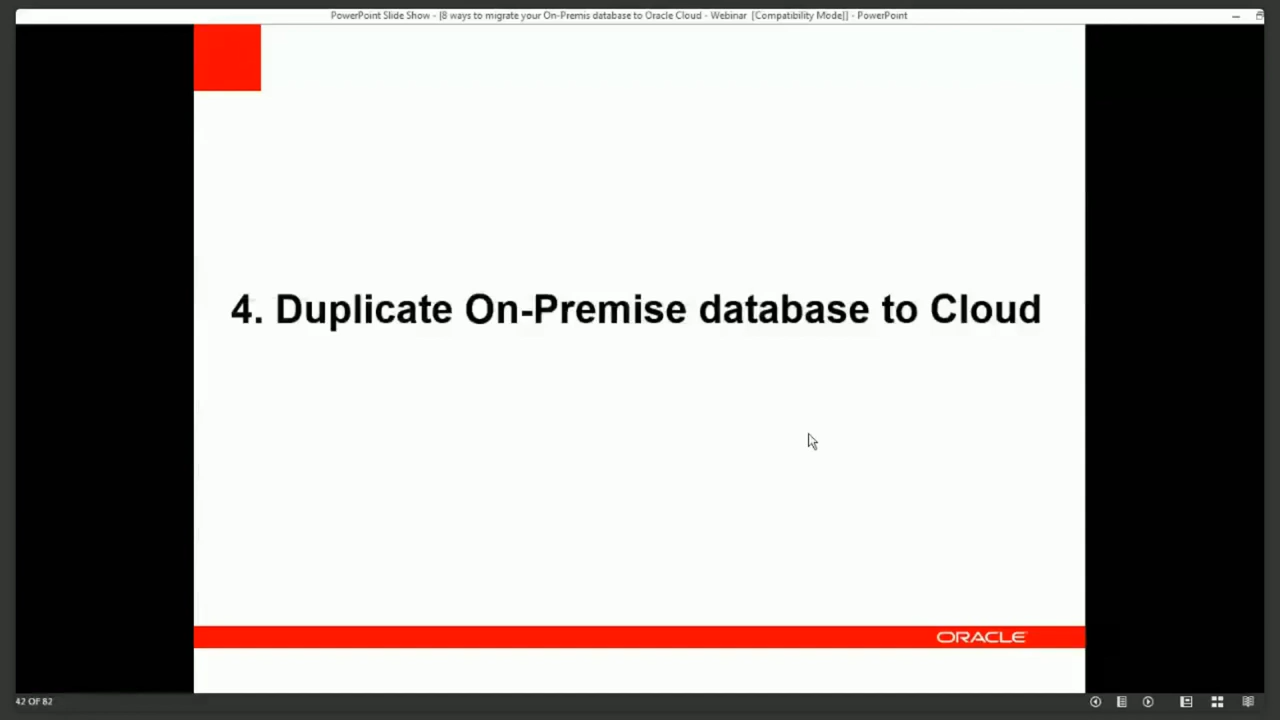 PowerPoint Slide Show - [8 ways to migrate your On-Premis database to Oracle Cloud - Webinar [Compatibility Mode]] - PowerPoint
4. Duplicate On-Premise database to Cloud
ORACLE
42 OF 82